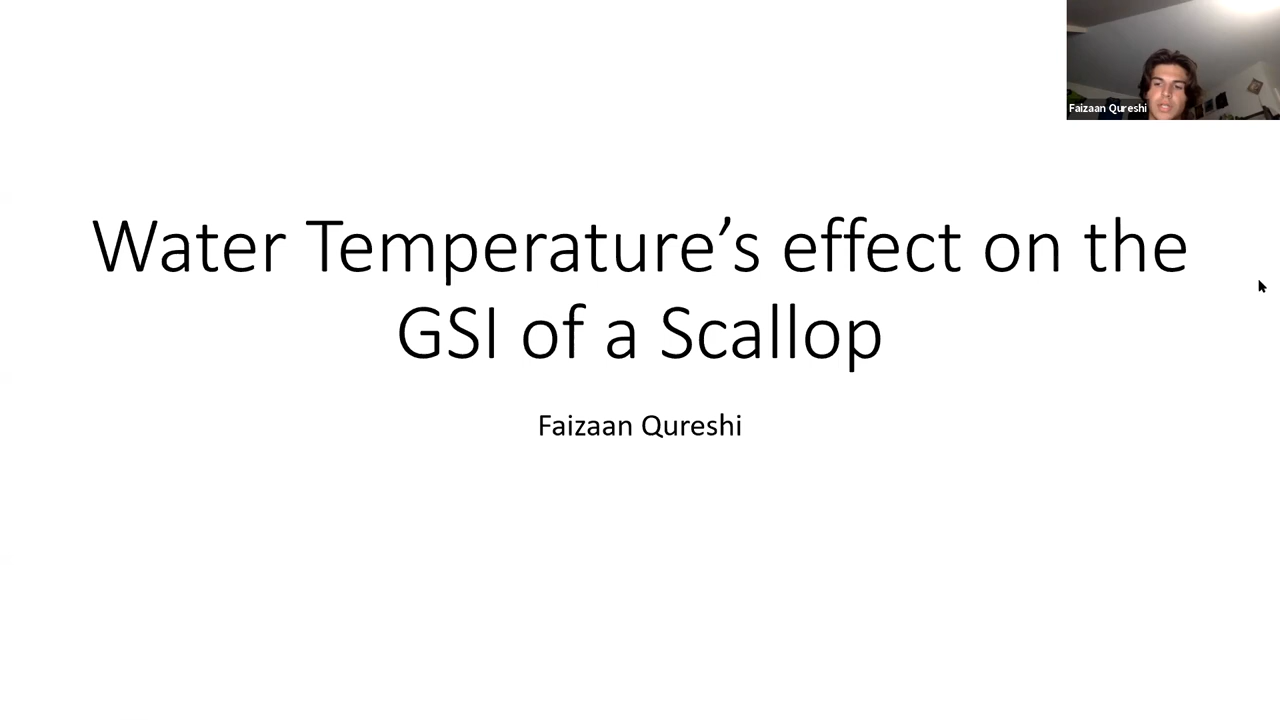 Faizaan Qureshi
Water Temperature’s effect on the
GSI of a Scallop
Faizaan Qureshi